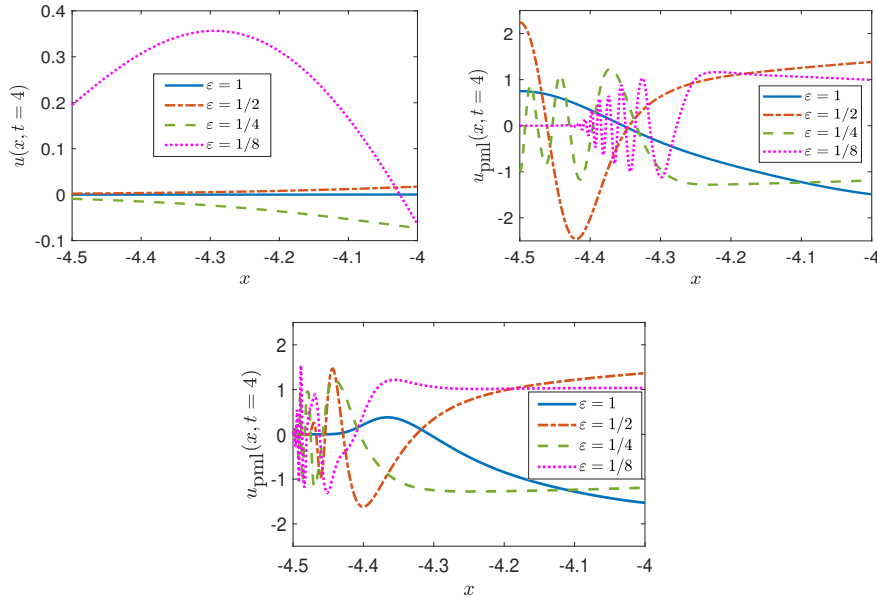 0.4
0.3
0.2
0.1
0
-0.1
-4.5
-4.4
-4.3
-4.2
-4.1
-4
x
u(x, t = 4)
ε = 1
ε = 1/2
ε = 1/4
ε = 1/8
2
1
0
-1
-2
-4.5
-4.4
-4.3
-4.2
-4.1
-4
x
u_pml(x, t = 4)
ε = 1
ε = 1/2
ε = 1/4
ε = 1/8
2
1
0
-1
-2
-4.5
-4.4
-4.3
-4.2
-4.1
-4
x
u_pml(x, t = 4)
ε = 1
ε = 1/2
ε = 1/4
ε = 1/8